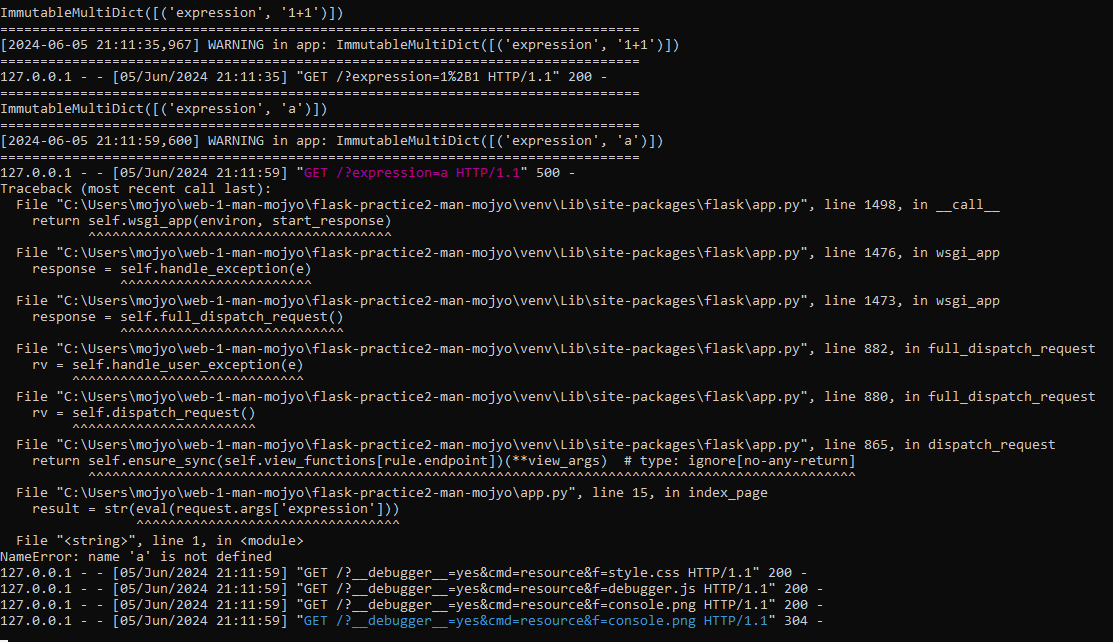 ImmutableMultiDict([('expression', '1+1')])
================================================================================
[2024-06-05 21:11:35,967] WARNING in app: ImmutableMultiDict([('expression', '1+1')])
================================================================================
127.0.0.1 - - [05/Jun/2024 21:11:35] "GET /?expression=1%2B1 HTTP/1.1" 200 -
================================================================================
ImmutableMultiDict([('expression', 'a')])
================================================================================
[2024-06-05 21:11:59,600] WARNING in app: ImmutableMultiDict([('expression', 'a')])
================================================================================
127.0.0.1 - - [05/Jun/2024 21:11:59] "GET /?expression=a HTTP/1.1" 500 -
Traceback (most recent call last):
  File "C:\Users\mojyo\web-1-man-mojyo\flask-practice2-man-mojyo\venv\Lib\site-packages\flask\app.py", line 1498, in __call__
    return self.wsgi_app(environ, start_response)
           ^^^^^^^^^^^^^^^^^^^^^^^^^^^^^^^^^^^^^^
  File "C:\Users\mojyo\web-1-man-mojyo\flask-practice2-man-mojyo\venv\Lib\site-packages\flask\app.py", line 1476, in wsgi_app
    response = self.handle_exception(e)
               ^^^^^^^^^^^^^^^^^^^^^^^^
  File "C:\Users\mojyo\web-1-man-mojyo\flask-practice2-man-mojyo\venv\Lib\site-packages\flask\app.py", line 1473, in wsgi_app
    response = self.full_dispatch_request()
               ^^^^^^^^^^^^^^^^^^^^^^^^^^^^
  File "C:\Users\mojyo\web-1-man-mojyo\flask-practice2-man-mojyo\venv\Lib\site-packages\flask\app.py", line 882, in full_dispatch_request
    rv = self.handle_user_exception(e)
         ^^^^^^^^^^^^^^^^^^^^^^^^^^^^^
  File "C:\Users\mojyo\web-1-man-mojyo\flask-practice2-man-mojyo\venv\Lib\site-packages\flask\app.py", line 880, in full_dispatch_request
    rv = self.dispatch_request()
         ^^^^^^^^^^^^^^^^^^^^^^^
  File "C:\Users\mojyo\web-1-man-mojyo\flask-practice2-man-mojyo\venv\Lib\site-packages\flask\app.py", line 865, in dispatch_request
    return self.ensure_sync(self.view_functions[rule.endpoint])(**view_args)  # type: ignore[no-any-return]
           ^^^^^^^^^^^^^^^^^^^^^^^^^^^^^^^^^^^^^^^^^^^^^^^^^^^^^^^^^^^^^^^^^^^^^^^^^^^^^^^^^^^^^^^^^^^^^^^^
  File "C:\Users\mojyo\web-1-man-mojyo\flask-practice2-man-mojyo\app.py", line 15, in index_page
    result = str(eval(request.args['expression']))
                 ^^^^^^^^^^^^^^^^^^^^^^^^^^^^^^^^^
  File "<string>", line 1, in <module>
NameError: name 'a' is not defined
127.0.0.1 - - [05/Jun/2024 21:11:59] "GET /?__debugger__=yes&cmd=resource&f=style.css HTTP/1.1" 200 -
127.0.0.1 - - [05/Jun/2024 21:11:59] "GET /?__debugger__=yes&cmd=resource&f=debugger.js HTTP/1.1" 200 -
127.0.0.1 - - [05/Jun/2024 21:11:59] "GET /?__debugger__=yes&cmd=resource&f=console.png HTTP/1.1" 200 -
127.0.0.1 - - [05/Jun/2024 21:11:59] "GET /?__debugger__=yes&cmd=resource&f=console.png HTTP/1.1" 304 -